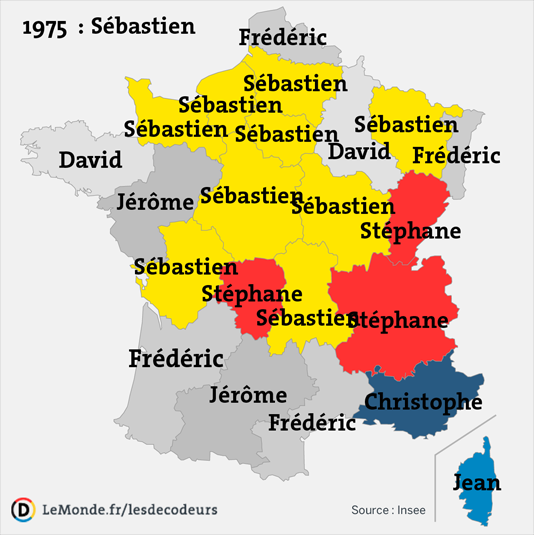 1975 : Sébastien
Frédéric
Sébastien
Sébastien
Sébastien
Sébastien
Sébastien
David
David
Frédéric
Jérôme
Sébastien
Sébastien
Stéphane
Sébastien
Stéphane
Sébastien
Stéphane
Frédéric
Jérôme
Christophe
Frédéric
Jean
D LeMonde.fr/lesdecodeurs
Source : Insee